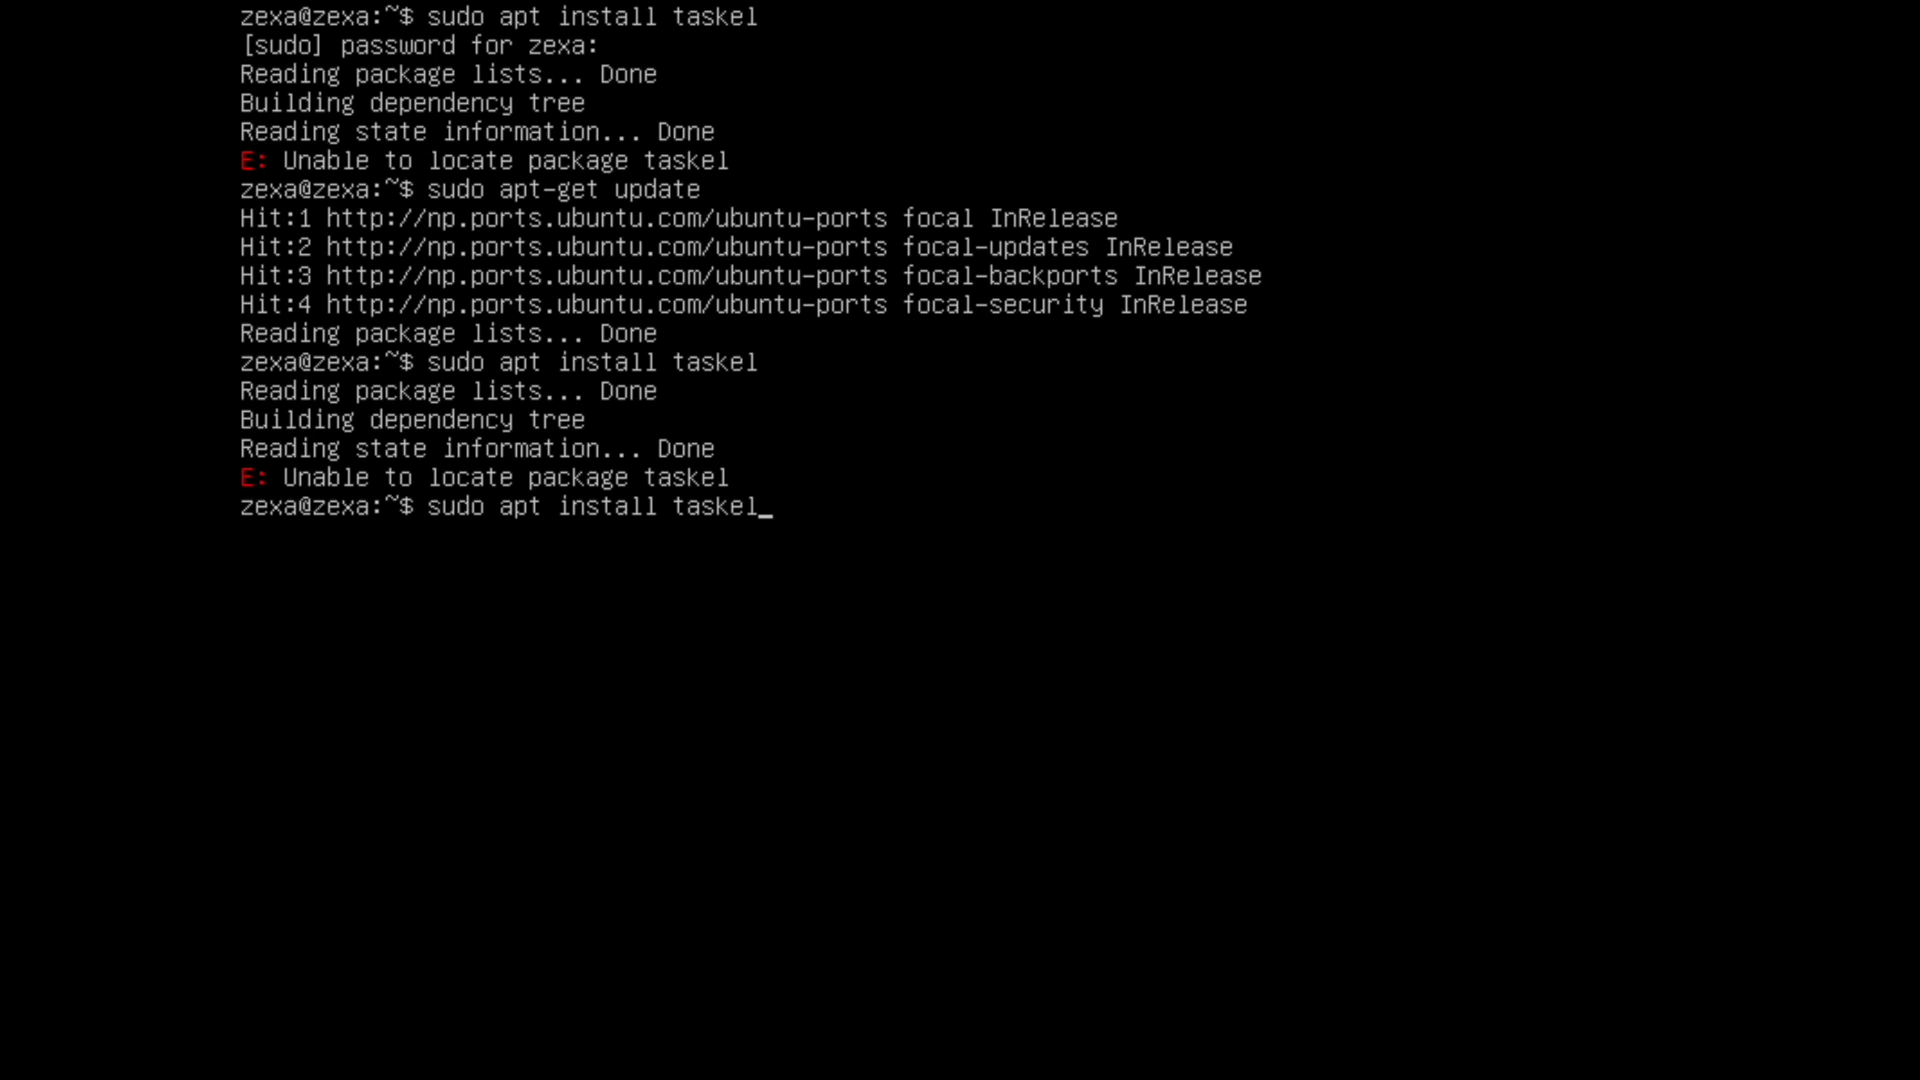 zexa@zexa:~$ sudo apt install taskel
[sudo] password for zexa:
Reading package lists... Done
Building dependency tree
Reading state information... Done
E: Unable to locate package taskel
zexa@zexa:~$ sudo apt-get update
Hit:1 http://np.ports.ubuntu.com/ubuntu-ports focal InRelease
Hit:2 http://np.ports.ubuntu.com/ubuntu-ports focal-updates InRelease
Hit:3 http://np.ports.ubuntu.com/ubuntu-ports focal-backports InRelease
Hit:4 http://np.ports.ubuntu.com/ubuntu-ports focal-security InRelease
Reading package lists... Done
zexa@zexa:~$ sudo apt install taskel
Reading package lists... Done
Building dependency tree
Reading state information... Done
E: Unable to locate package taskel
zexa@zexa:~$ sudo apt install taskel_